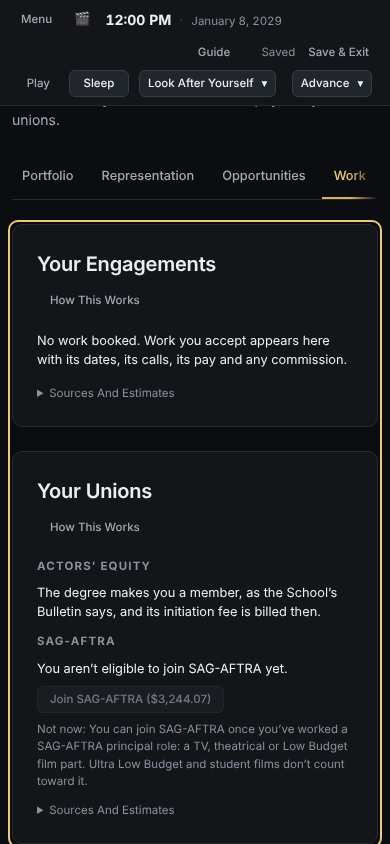 Menu 🎬 12:00 PM · January 8, 2029
Guide Saved Save & Exit
Play Sleep Look After Yourself ▾ Advance ▾
unions.
Portfolio Representation Opportunities Work
Your Engagements
How This Works
No work booked. Work you accept appears here
with its dates, its calls, its pay and any commission.
▶ Sources And Estimates
Your Unions
How This Works
ACTORS’ EQUITY
The degree makes you a member, as the School’s
Bulletin says, and its initiation fee is billed then.
SAG-AFTRA
You aren’t eligible to join SAG-AFTRA yet.
Join SAG-AFTRA ($3,244.07)
Not now: You can join SAG-AFTRA once you’ve worked a
SAG-AFTRA principal role: a TV, theatrical or Low Budget
film part. Ultra Low Budget and student films don’t count
toward it.
▶ Sources And Estimates